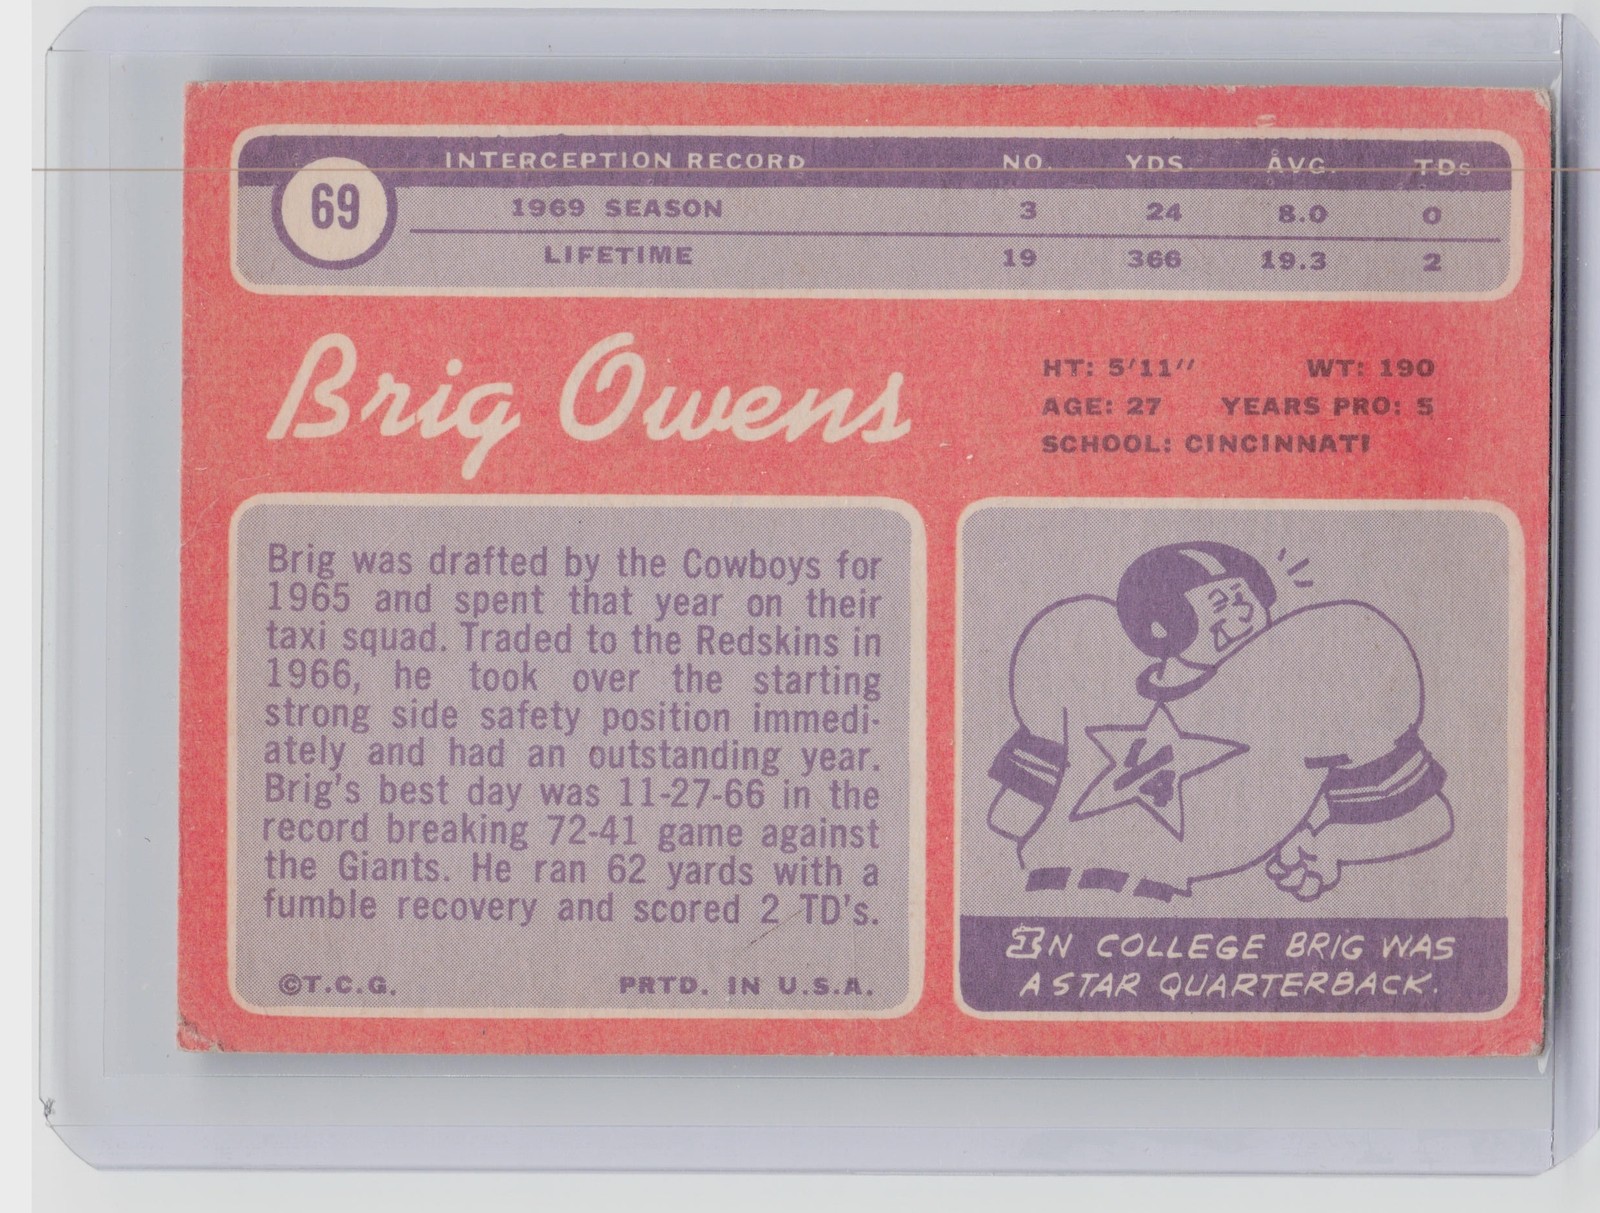 INTERCEPTION RECORD NO. YDS. AVG. TDs
69
1969 SEASON 3 24 8.0 0
LIFETIME 19 366 19.3 2
Brig Owens
HT: 5'11" WT: 190
AGE: 27 YEARS PRO: 5
SCHOOL: CINCINNATI
Brig was drafted by the Cowboys for
1965 and spent that year on their
taxi squad. Traded to the Redskins in
1966, he took over the starting
strong side safety position immedi-
ately and had an outstanding year.
Brig's best day was 11-27-66 in the
record breaking 72-41 game against
the Giants. He ran 62 yards with a
fumble recovery and scored 2 TD's.
©T.C.G. PRTD. IN U.S.A.
1/4
IN COLLEGE BRIG WAS
A STAR QUARTERBACK.